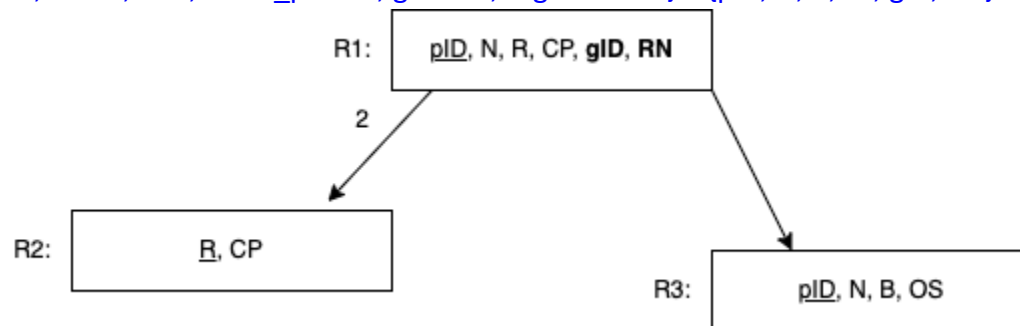 R1: pID, N, R, CP, gID, RN
2
R2: R, CP
R3: pID, N, B, OS